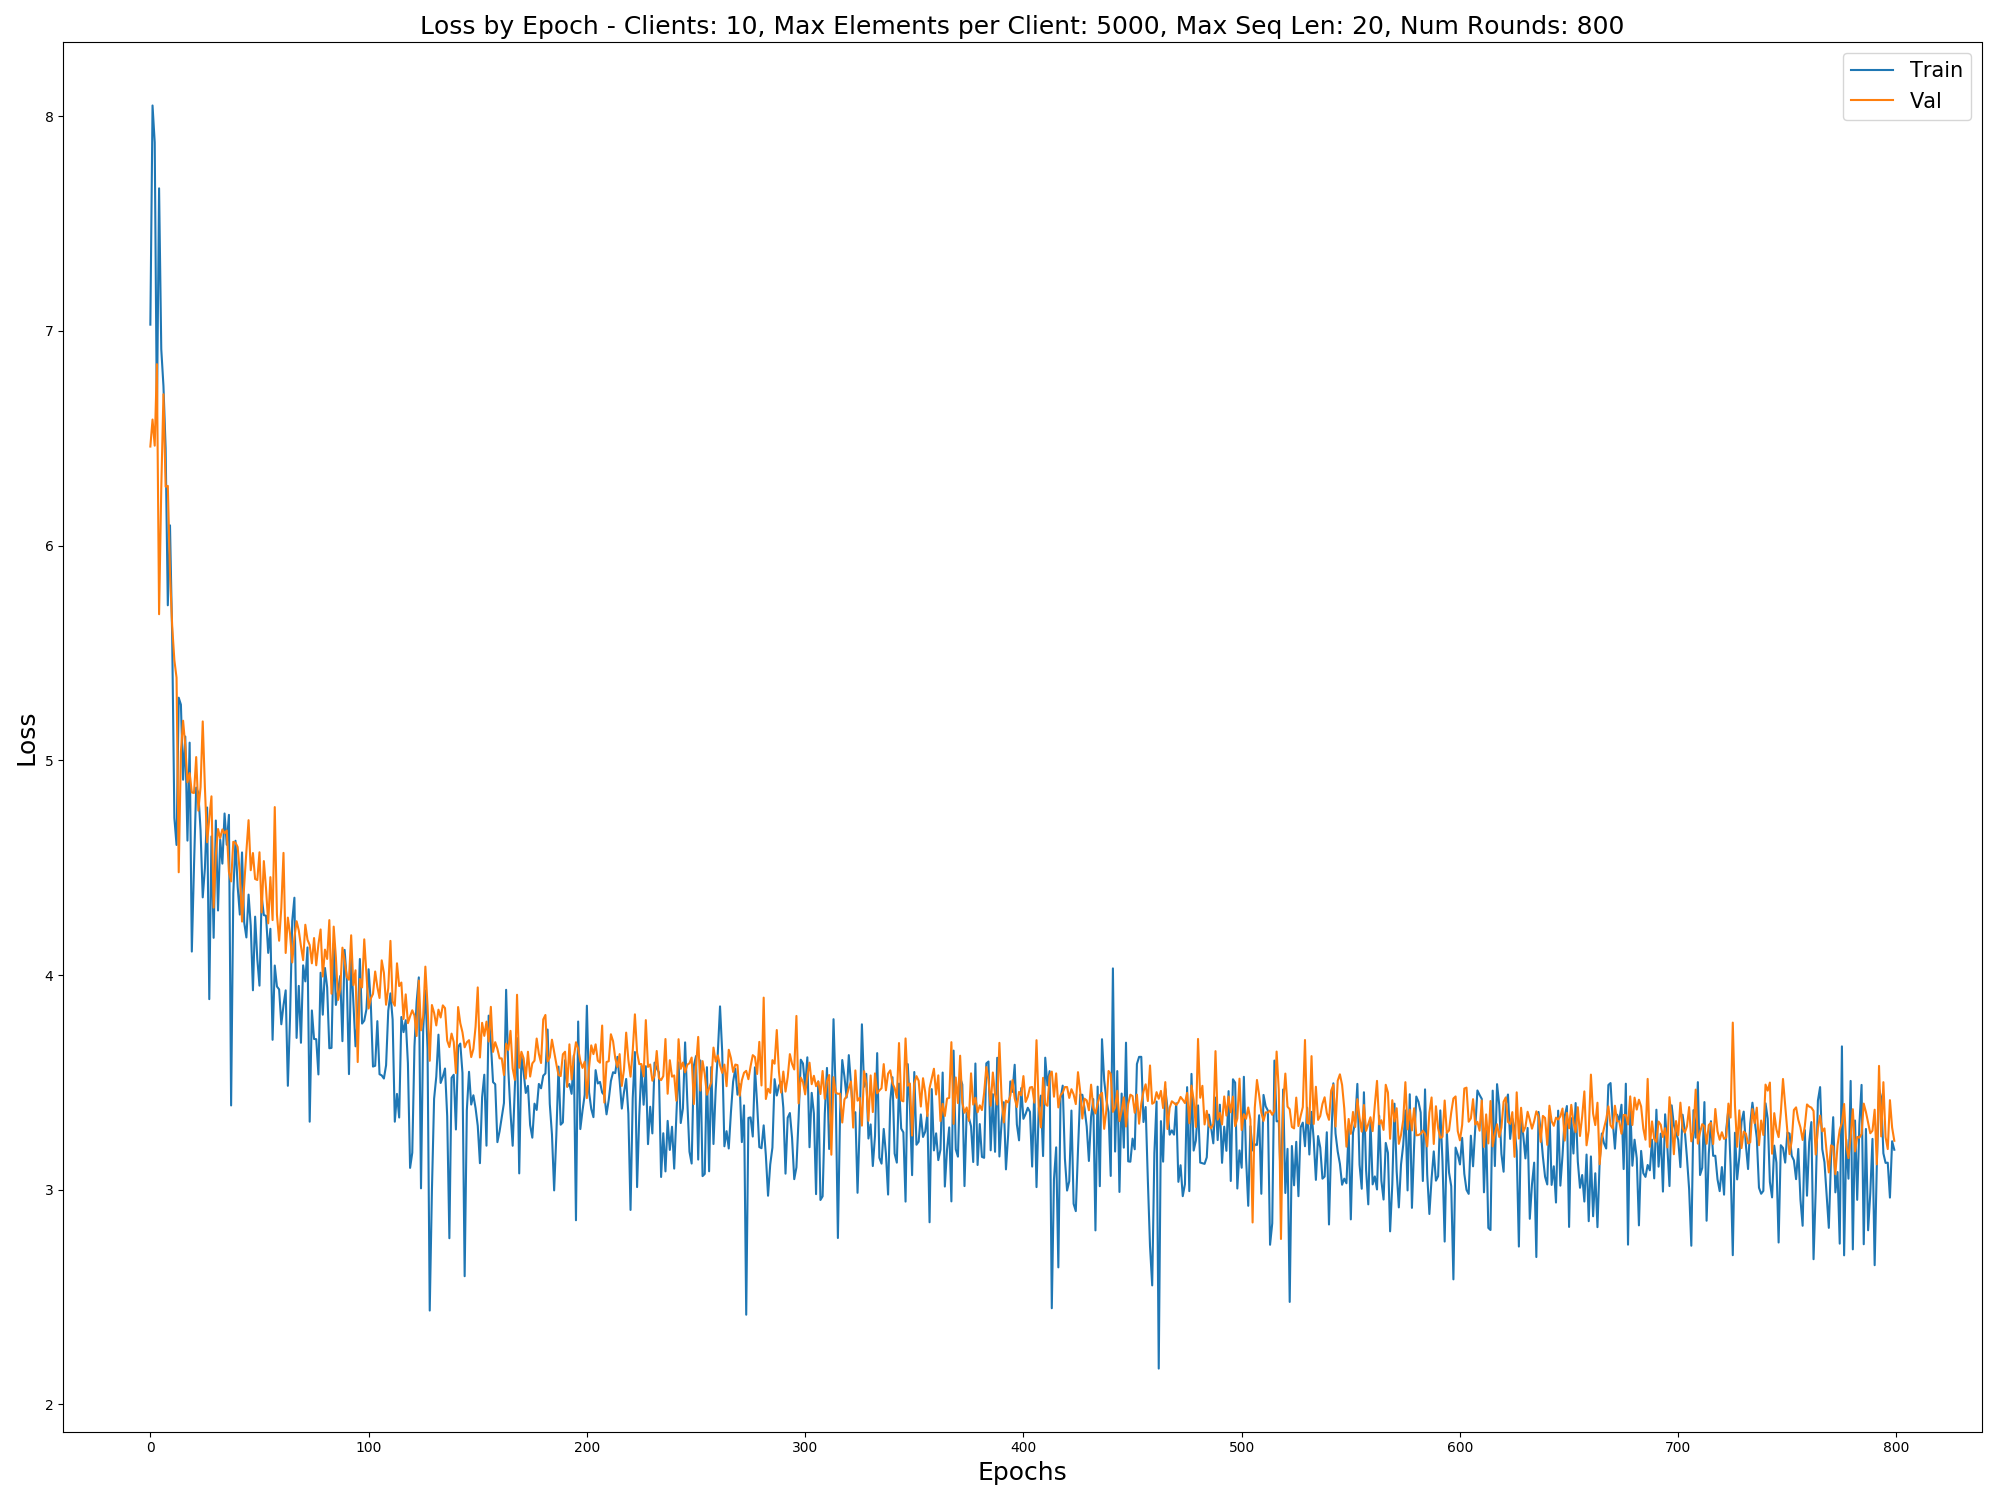 Loss by Epoch - Clients: 10, Max Elements per Client: 5000, Max Seq Len: 20, Num Rounds: 800
Train
Val
8
7
6
5
4
3
2
Loss
0 100 200 300 400 500 600 700 800
Epochs